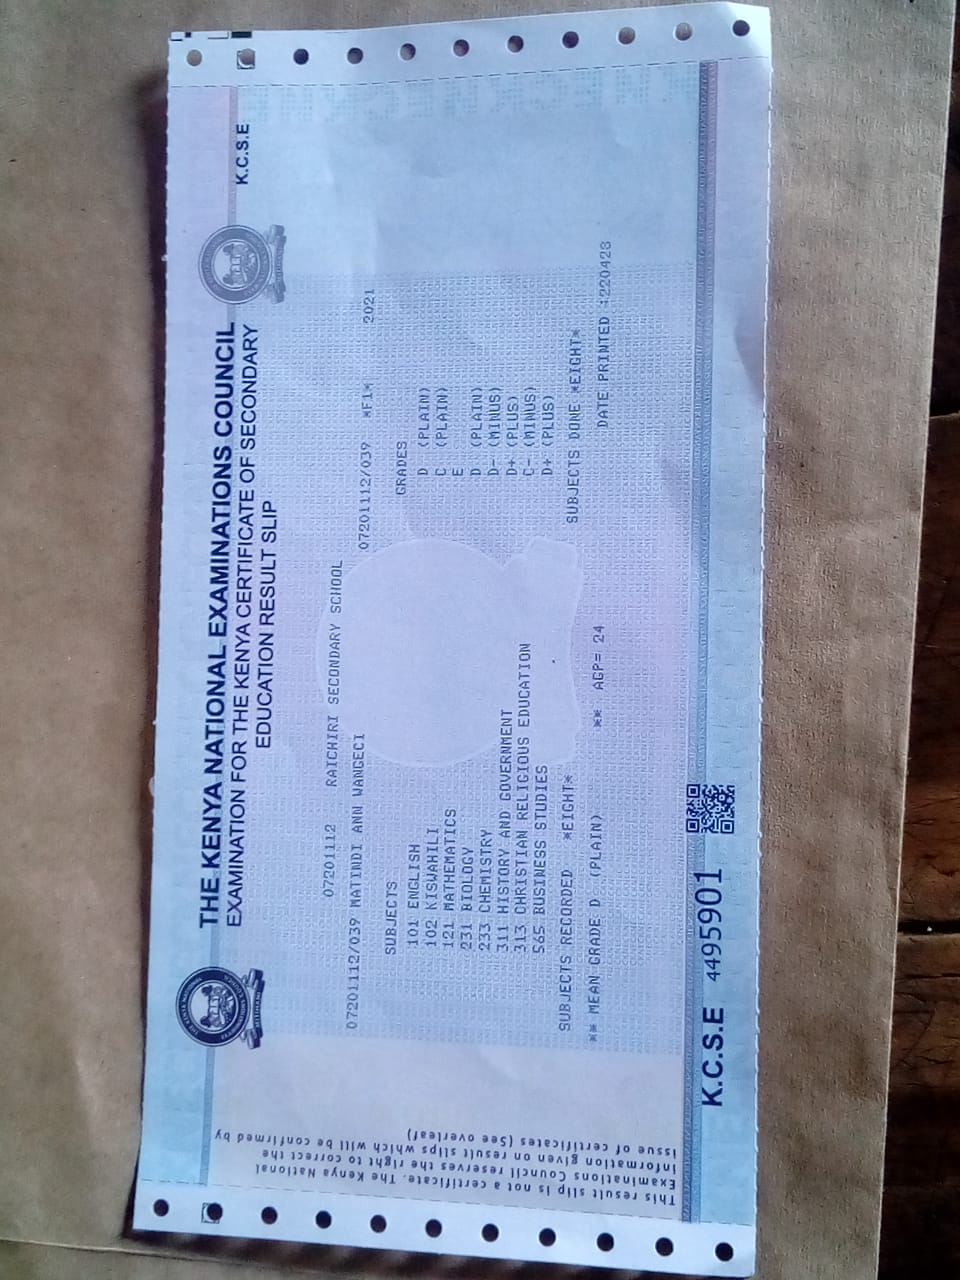 THE KENYA NATIONAL EXAMINATIONS COUNCIL
EXAMINATION FOR THE KENYA CERTIFICATE OF SECONDARY
EDUCATION RESULT SLIP
K.C.S.E
07201112 RAICHIRI SECONDARY SCHOOL
07201112/039 MATINDI ANN WANGECI 07201112/039 *F1* 2021
SUBJECTS GRADES
101 ENGLISH D (PLAIN)
102 KISWAHILI C (PLAIN)
121 MATHEMATICS E
231 BIOLOGY D (PLAIN)
233 CHEMISTRY D- (MINUS)
311 HISTORY AND GOVERNMENT D+ (PLUS)
313 CHRISTIAN RELIGIOUS EDUCATION C- (MINUS)
565 BUSINESS STUDIES D+ (PLUS)
SUBJECTS RECORDED *EIGHT* SUBJECTS DONE *EIGHT*
** MEAN GRADE D (PLAIN) ** AGP= 24 DATE PRINTED :220428
K.C.S.E 4495901
This result slip is not a certificate. The Kenya National
Examinations Council reserves the right to correct the
information given on result slips which will be confirmed by
issue of certificates (See overleaf)